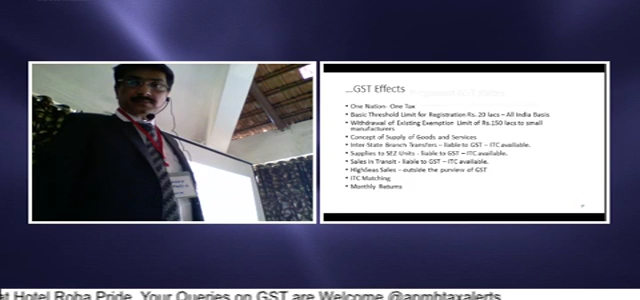 ...GST Effects
• One Nation- One Tax
• Basic Threshold Limit for Registration Rs. 20 lacs – All India Basis
• Withdrawal of Existing Exemption Limit of Rs.150 lacs to small
manufacturers
• Concept of Supply of Goods and Services
• Inter State Branch Transfers – liable to GST – ITC available.
• Supplies to SEZ Units - liable to GST – ITC available.
• Sales in Transit - liable to GST – ITC available.
• HighSeas Sales – outside the purview of GST
• ITC Matching
• Monthly Returns
at Hotel Roha Pride. Your Queries on GST are Welcome @apmhtaxalerts